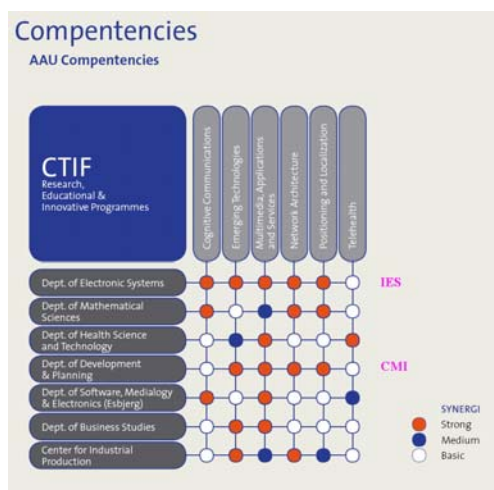 Compentencies
AAU Compentencies
CTIF
Research,
Educational &
Innovative Programmes
Cognitive Communications
Emerging Technologies
Multimedia, Applications
and Services
Network Architecture
Positioning and Localization
Telehealth
Dept. of Electronic Systems
IES
Dept. of Mathematical
Sciences
Dept. of Health Science
and Technology
Dept. of Development
& Planning
CMI
Dept. of Software, Medialogy
& Electronics (Esbjerg)
Dept. of Business Studies
Center for Industrial
Production
SYNERGI
Strong
Medium
Basic